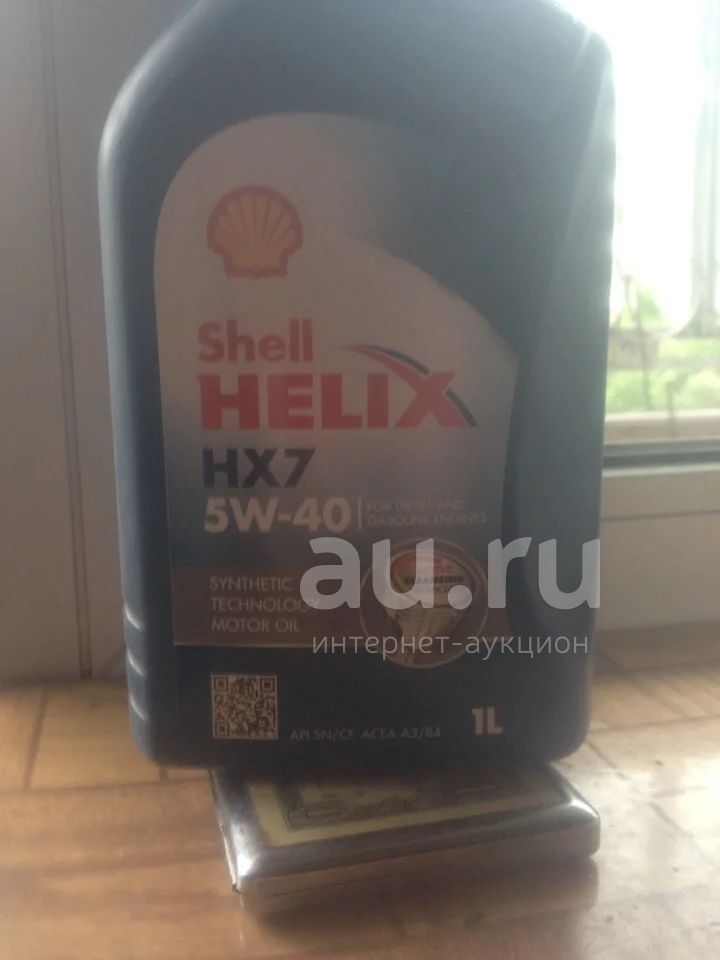 Shell
HELIX
HX7
5W-40
FOR DIESEL AND
GASOLINE ENGINES
SYNTHETIC
TECHNOLOGY
MOTOR OIL
CLEANSING
au.ru
интернет-аукцион
1L
API SN/CF, ACEA A3/B4